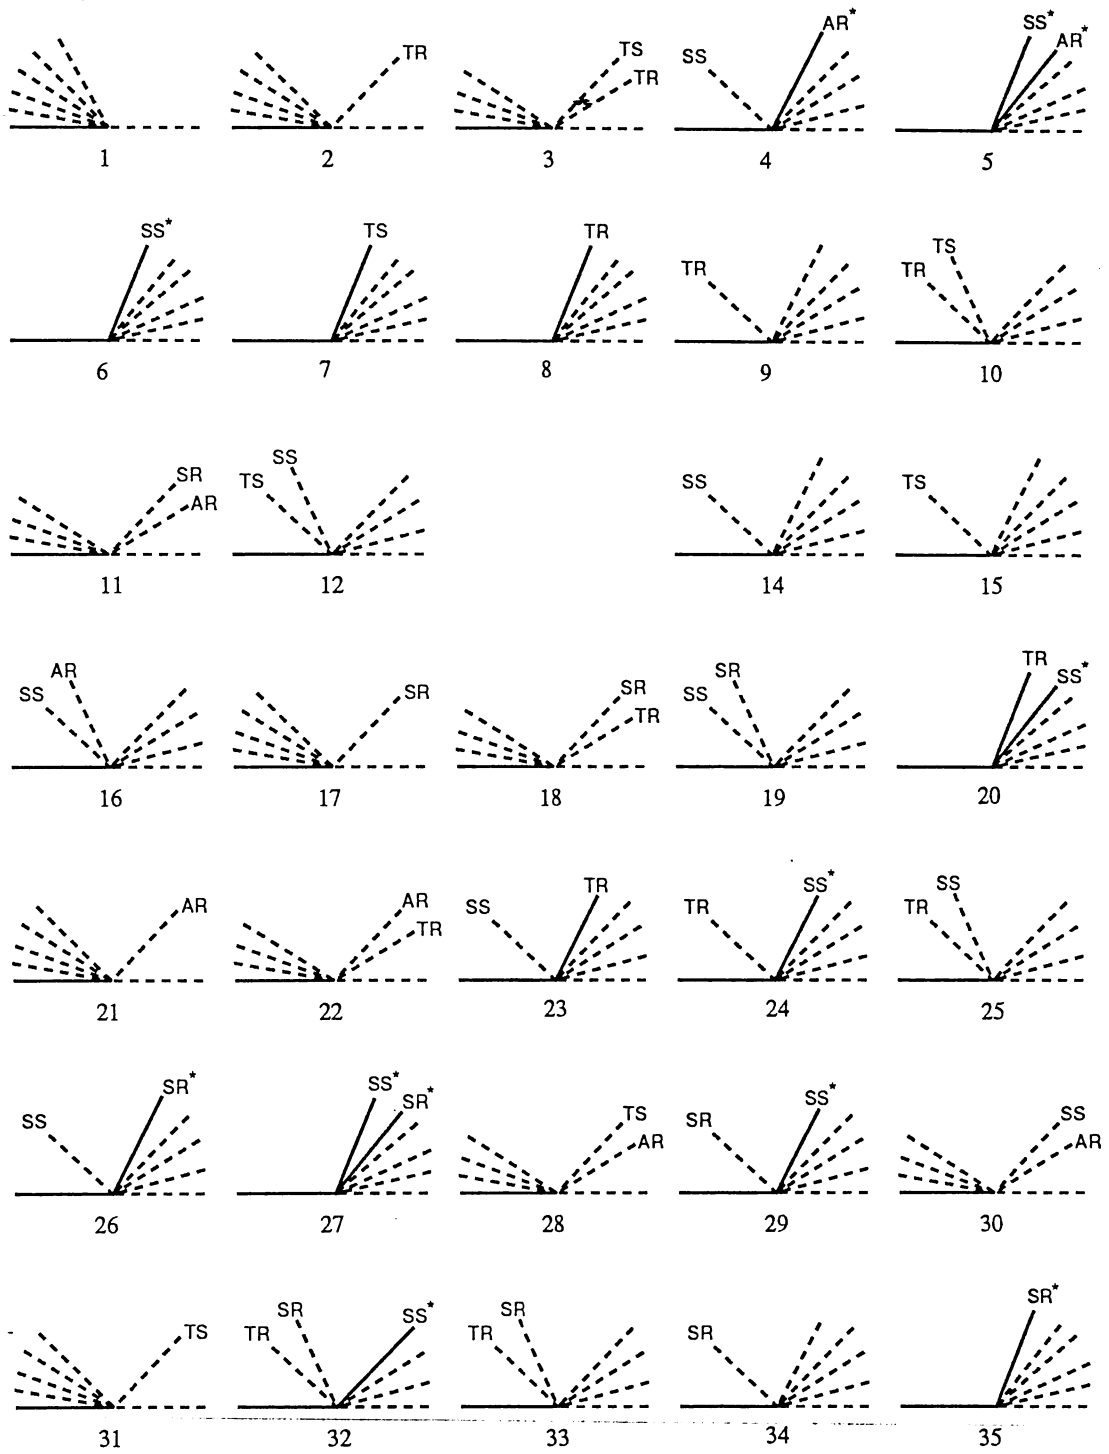 TR TS TR SS AR* SS* AR*
1 2 3 4 5
SS* TS TR TR TS TR
6 7 8 9 10
SR AR SS TS SS TS
11 12 14 15
AR SS SR SR TR SR SS TR SS*
16 17 18 19 20
AR AR TR SS TR TR SS* SS TR
21 22 23 24 25
SS SR* SS* SR* TS AR SR SS* SS AR
26 27 28 29 30
TS SR TR SS* SR TR SR SR*
31 32 33 34 35